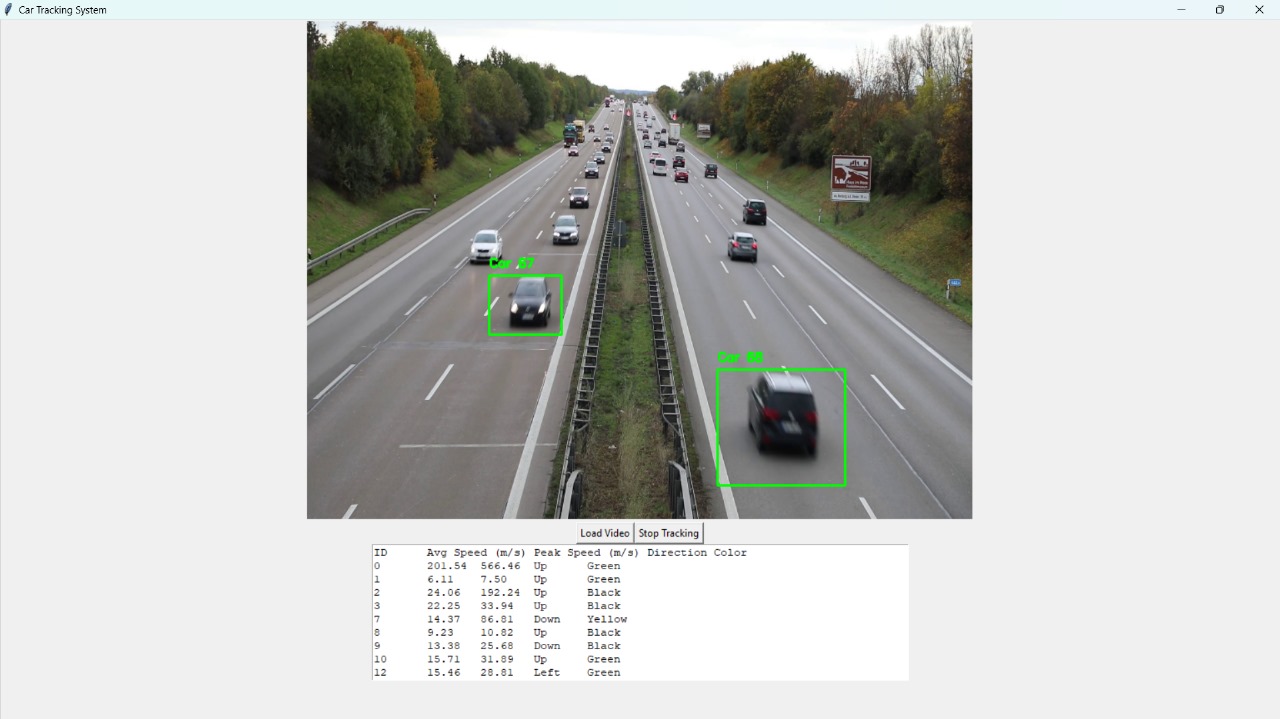 Car Tracking System
Car 57
Car
Load Video Stop Tracking
ID Avg Speed (m/s) Peak Speed (m/s) Direction Color
0 201.54 566.46 Up Green
1 6.11 7.50 Up Green
2 24.06 192.24 Up Black
3 22.25 33.94 Up Black
7 14.37 86.81 Down Yellow
8 9.23 10.82 Up Black
9 13.38 25.68 Down Black
10 15.71 31.89 Up Green
12 15.46 28.81 Left Green